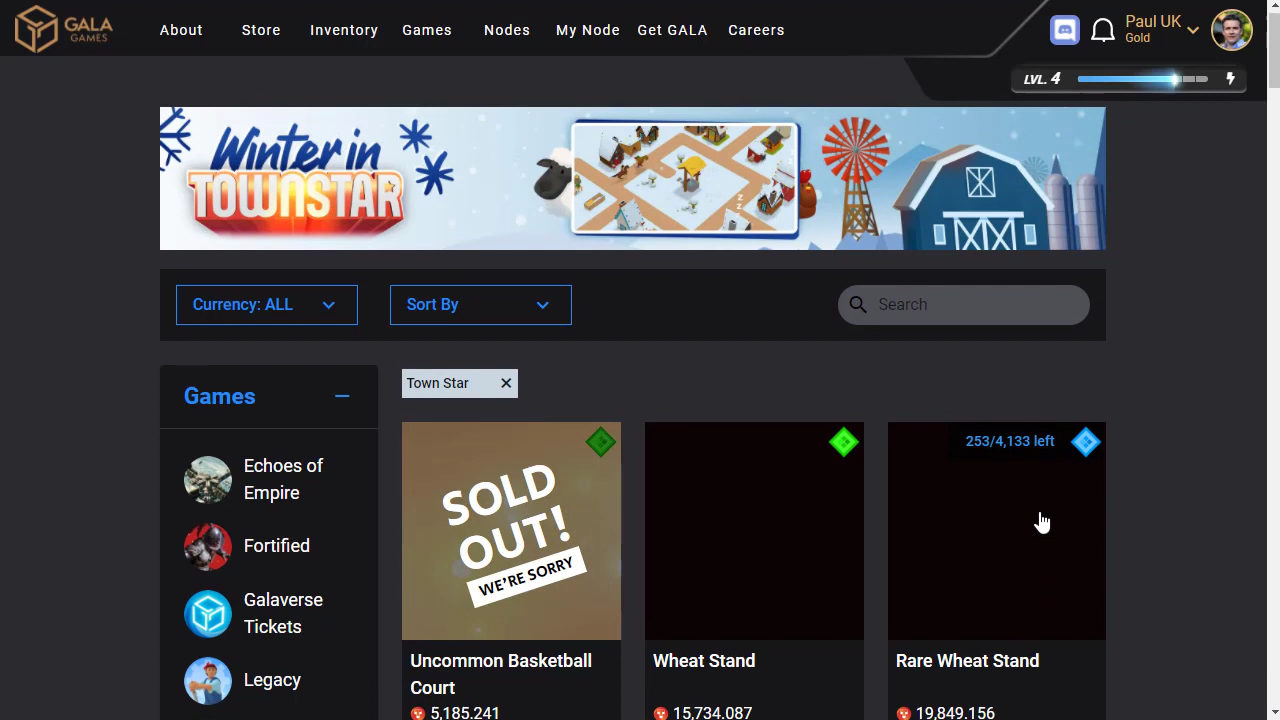 GALA
GAMES
About
Store
Inventory
Games
Nodes
My Node
Get GALA
Careers
Paul UK
Gold
LVL. 4
Winter in
TOWNSTAR
Currency: ALL
Sort By
Search
Games
Town Star
Echoes of
Empire
Fortified
Galaverse
Tickets
Legacy
SOLD
OUT!
WE'RE SORRY
Uncommon Basketball
Court
5,185.241
Wheat Stand
15,734.087
253/4,133 left
Rare Wheat Stand
19,849.156